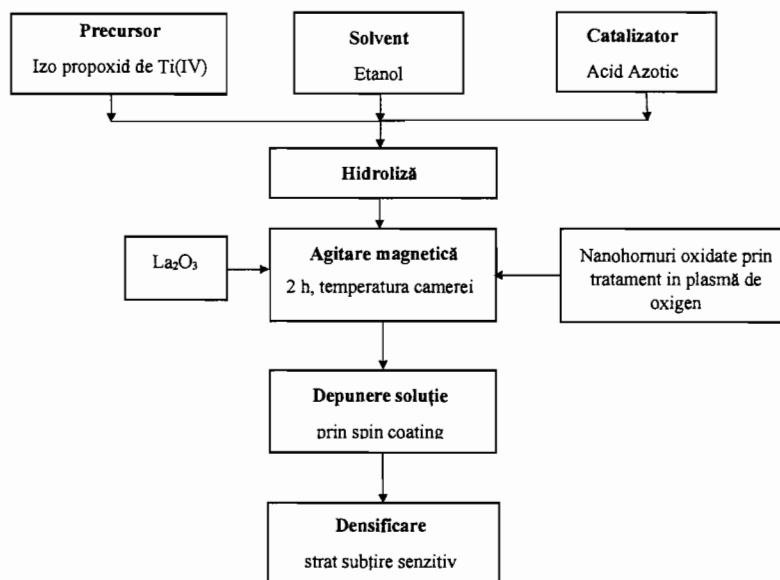 Precursor
Izo propoxid de Ti(IV)
Solvent
Etanol
Catalizator
Acid Azotic
Hidroliză
La₂O₃
Agitare magnetică
2 h, temperatura camerei
Nanohornuri oxidate prin
tratament in plasmă de
oxigen
Depunere soluție
prin spin coating
Densificare
strat subțire senzitiv